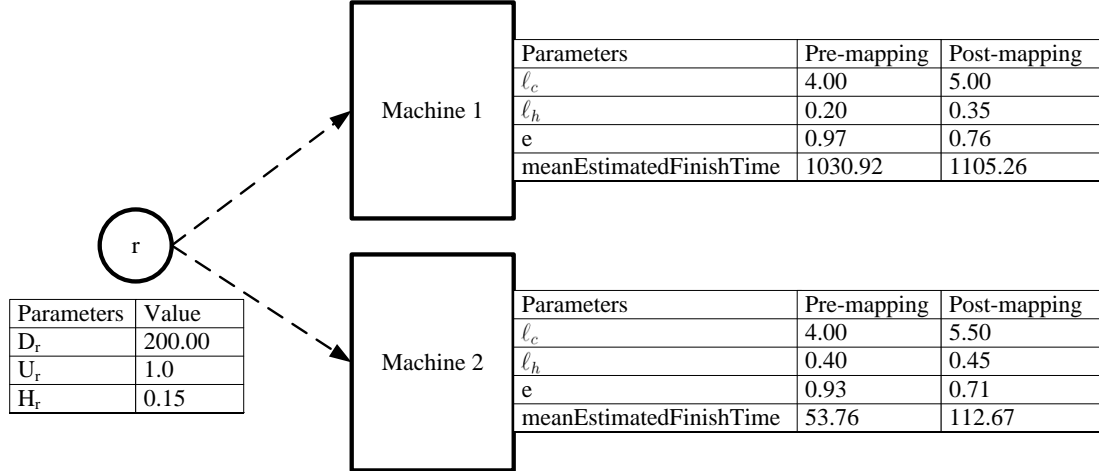 Machine 1
Parameters Pre-mapping Post-mapping
ℓc 4.00 5.00
ℓh 0.20 0.35
e 0.97 0.76
meanEstimatedFinishTime 1030.92 1105.26
r
Parameters Value
Dr 200.00
Ur 1.0
Hr 0.15
Machine 2
Parameters Pre-mapping Post-mapping
ℓc 4.00 5.50
ℓh 0.40 0.45
e 0.93 0.71
meanEstimatedFinishTime 53.76 112.67